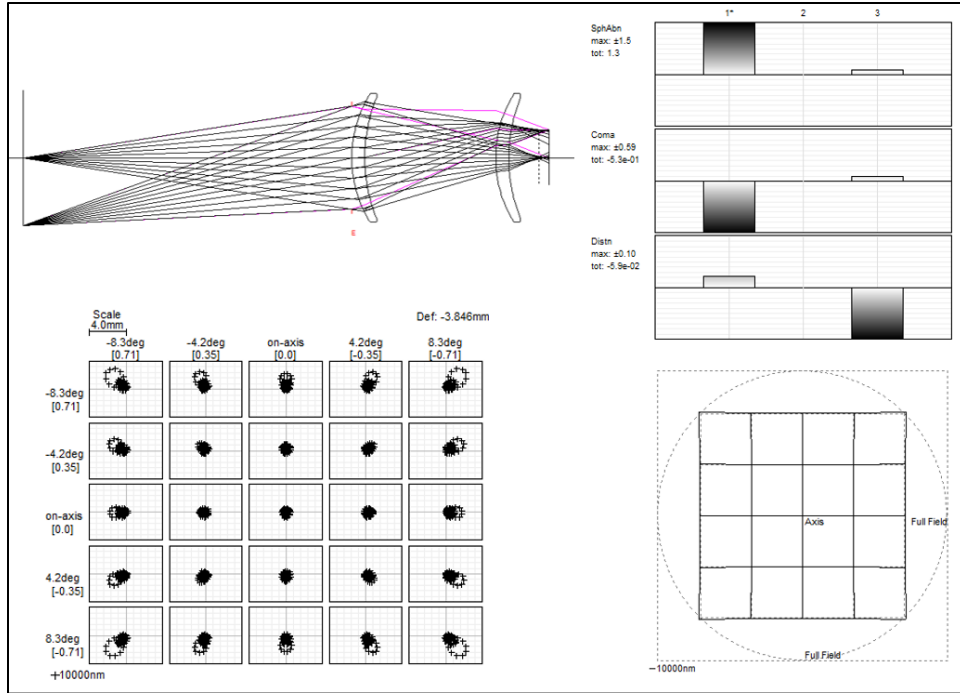 1* 2 3
SphAbn
max: ±1.5
tot: 1.3
Coma
max: ±0.59
tot: -5.3e-01
Distn
max: ±0.10
tot: -5.9e-02
6
Scale
4.0mm
Def: -3.846mm
-8.3deg -4.2deg on-axis 4.2deg 8.3deg
[0.71] [0.35] [0.0] [-0.35] [-0.71]
-8.3deg
[0.71]
-4.2deg
[0.35]
on-axis
[0.0]
4.2deg
[-0.35]
8.3deg
[-0.71]
+10000nm
Axis
Full Field
Full Field
−10000nm